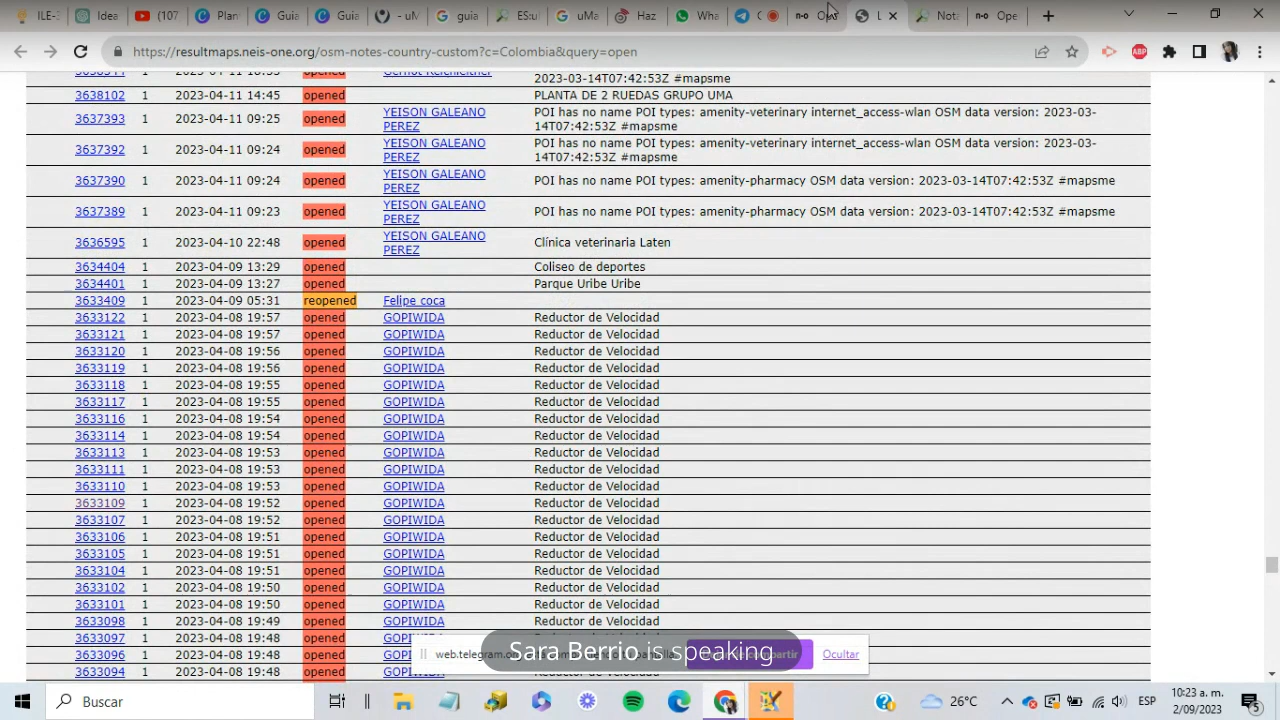 ILE-3
Idea
(107
Plani
Guia
Guia
- uM
guia
EStul
uMa
Haz
Wha
Not
Ope
https://resultmaps.neis-one.org/osm-notes-country-custom?c=Colombia&query=open
2023-03-14T07:42:53Z #mapsme
3638102 1 2023-04-11 14:45 opened PLANTA DE 2 RUEDAS GRUPO UMA
3637393 1 2023-04-11 09:25 opened YEISON GALEANO PEREZ POI has no name POI types: amenity-veterinary internet_access-wlan OSM data version: 2023-03-
14T07:42:53Z #mapsme
3637392 1 2023-04-11 09:24 opened YEISON GALEANO PEREZ POI has no name POI types: amenity-veterinary internet_access-wlan OSM data version: 2023-03-
14T07:42:53Z #mapsme
3637390 1 2023-04-11 09:24 opened YEISON GALEANO PEREZ POI has no name POI types: amenity-pharmacy OSM data version: 2023-03-14T07:42:53Z #mapsme
3637389 1 2023-04-11 09:23 opened YEISON GALEANO PEREZ POI has no name POI types: amenity-pharmacy OSM data version: 2023-03-14T07:42:53Z #mapsme
3636595 1 2023-04-10 22:48 opened YEISON GALEANO PEREZ Clínica veterinaria Laten
3634404 1 2023-04-09 13:29 opened Coliseo de deportes
3634401 1 2023-04-09 13:27 opened Parque Uribe Uribe
3633409 1 2023-04-09 05:31 reopened Felipe coca
3633122 1 2023-04-08 19:57 opened GOPIWIDA Reductor de Velocidad
3633121 1 2023-04-08 19:57 opened GOPIWIDA Reductor de Velocidad
3633120 1 2023-04-08 19:56 opened GOPIWIDA Reductor de Velocidad
3633119 1 2023-04-08 19:56 opened GOPIWIDA Reductor de Velocidad
3633118 1 2023-04-08 19:55 opened GOPIWIDA Reductor de Velocidad
3633117 1 2023-04-08 19:55 opened GOPIWIDA Reductor de Velocidad
3633116 1 2023-04-08 19:54 opened GOPIWIDA Reductor de Velocidad
3633114 1 2023-04-08 19:54 opened GOPIWIDA Reductor de Velocidad
3633113 1 2023-04-08 19:53 opened GOPIWIDA Reductor de Velocidad
3633111 1 2023-04-08 19:53 opened GOPIWIDA Reductor de Velocidad
3633110 1 2023-04-08 19:53 opened GOPIWIDA Reductor de Velocidad
3633109 1 2023-04-08 19:52 opened GOPIWIDA Reductor de Velocidad
3633107 1 2023-04-08 19:52 opened GOPIWIDA Reductor de Velocidad
3633106 1 2023-04-08 19:51 opened GOPIWIDA Reductor de Velocidad
3633105 1 2023-04-08 19:51 opened GOPIWIDA Reductor de Velocidad
3633104 1 2023-04-08 19:51 opened GOPIWIDA Reductor de Velocidad
3633102 1 2023-04-08 19:50 opened GOPIWIDA Reductor de Velocidad
3633101 1 2023-04-08 19:50 opened GOPIWIDA Reductor de Velocidad
3633098 1 2023-04-08 19:49 opened GOPIWIDA Reductor de Velocidad
3633097 1 2023-04-08 19:48 opened
3633096 1 2023-04-08 19:48 opened
3633094 1 2023-04-08 19:48 opened
Sara Berrio is speaking
Ocultar
Buscar
26°C
ESP
10:23 a. m.
2/09/2023
5